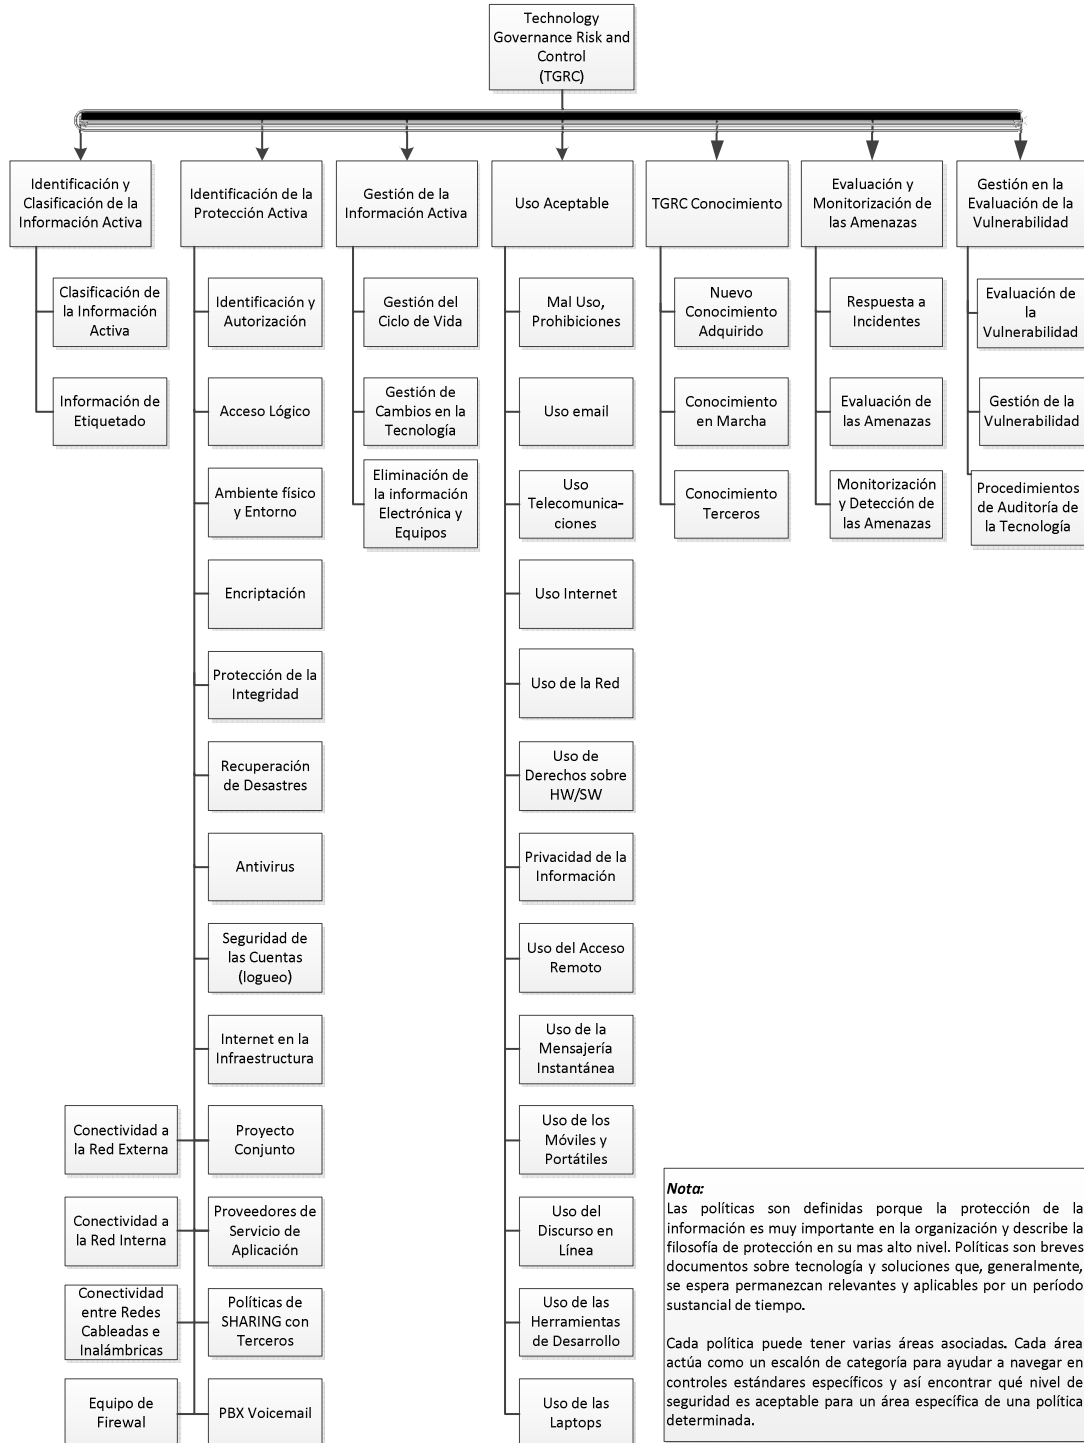 Technology
Governance Risk and
Control
(TGRC)
Identificación y
Clasificación de la
Información Activa
Clasificación de
la Información
Activa
Información de
Etiquetado
Identificación de la
Protección Activa
Identificación y
Autorización
Acceso Lógico
Ambiente físico
y Entorno
Encriptación
Protección de la
Integridad
Recuperación
de Desastres
Antivirus
Seguridad de
las Cuentas
(logueo)
Internet en la
Infraestructura
Conectividad a
la Red Externa
Proyecto
Conjunto
Conectividad a
la Red Interna
Proveedores de
Servicio de
Aplicación
Conectividad
entre Redes
Cableadas e
Inalámbricas
Políticas de
SHARING con
Terceros
Equipo de
Firewal
PBX Voicemail
Gestión de la
Información Activa
Gestión del
Ciclo de Vida
Gestión de
Cambios en la
Tecnología
Eliminación de
la información
Electrónica y
Equipos
Uso Aceptable
Mal Uso,
Prohibiciones
Uso email
Uso
Telecomunica-
ciones
Uso Internet
Uso de la Red
Uso de
Derechos sobre
HW/SW
Privacidad de la
Información
Uso del Acceso
Remoto
Uso de la
Mensajería
Instantánea
Uso de los
Móviles y
Portátiles
Uso del
Discurso en
Línea
Uso de las
Herramientas
de Desarrollo
Uso de las
Laptops
TGRC Conocimiento
Nuevo
Conocimiento
Adquirido
Conocimiento
en Marcha
Conocimiento
Terceros
Evaluación y
Monitorización de
las Amenazas
Respuesta a
Incidentes
Evaluación de
las Amenazas
Monitorización
y Detección de
las Amenazas
Gestión en la
Evaluación de la
Vulnerabilidad
Evaluación de
la
Vulnerabilidad
Gestión de la
Vulnerabilidad
Procedimientos
de Auditoría de
la Tecnología
Nota:
Las políticas son definidas porque la protección de la
información es muy importante en la organización y describe la
filosofía de protección en su mas alto nivel. Políticas son breves
documentos sobre tecnología y soluciones que, generalmente,
se espera permanezcan relevantes y aplicables por un período
sustancial de tiempo.
Cada política puede tener varias áreas asociadas. Cada área
actúa como un escalón de categoría para ayudar a navegar en
controles estándares específicos y así encontrar qué nivel de
seguridad es aceptable para un área específica de una política
determinada.